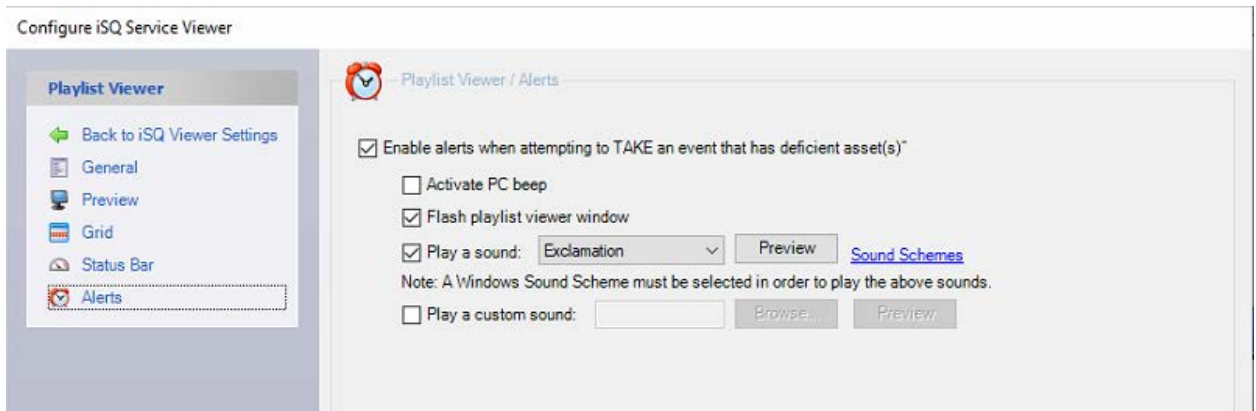 Configure iSQ Service Viewer
Playlist Viewer
Back to iSQ Viewer Settings
General
Preview
Grid
Status Bar
Alerts
Playlist Viewer / Alerts
Enable alerts when attempting to TAKE an event that has deficient asset(s)"
Activate PC beep
Flash playlist viewer window
Play a sound: Exclamation Preview Sound Schemes
Note: A Windows Sound Scheme must be selected in order to play the above sounds.
Play a custom sound: Browse... Preview